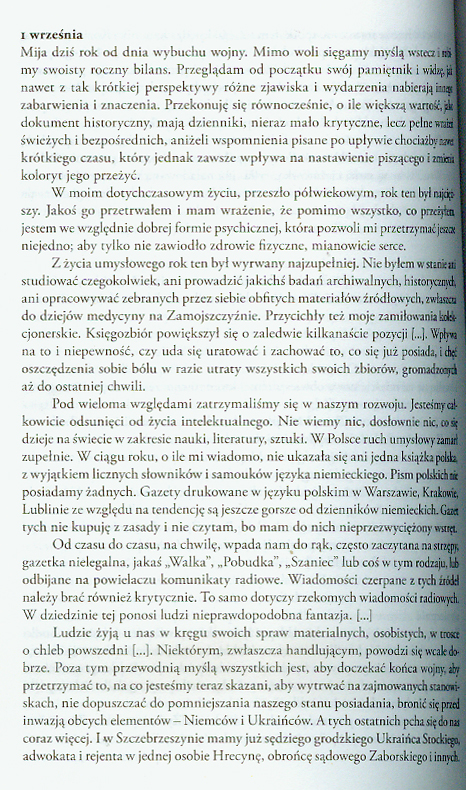 1 września
Mija dziś rok od dnia wybuchu wojny. Mimo woli sięgamy myślą wstecz i robi-
my swoisty roczny bilans. Przeglądam od początku swój pamiętnik i widzę, jak
nawet z tak krótkiej perspektywy różne zjawiska i wydarzenia nabierają innego
zabarwienia i znaczenia. Przekonuję się równocześnie, o ile większą wartość, jako
dokument historyczny, mają dzienniki, nieraz mało krytyczne, lecz pełne wrażeń
świeżych i bezpośrednich, aniżeli wspomnienia pisane po upływie chociażby nawet
krótkiego czasu, który jednak zawsze wpływa na nastawienie piszącego i zmienia
koloryt jego przeżyć.
W moim dotychczasowym życiu, przeszło półwiekowym, rok ten był najcięż-
szy. Jakoś go przetrwałem i mam wrażenie, że pomimo wszystko, co przeżyłem
jestem we względnie dobrej formie psychicznej, która pozwoli mi przetrzymać jeszcze
niejedno; aby tylko nie zawiodło zdrowie fizyczne, mianowicie serce.
Z życia umysłowego rok ten był wyrwany najzupełniej. Nie byłem w stanie ani
studiować czegokolwiek, ani prowadzić jakichś badań archiwalnych, historycznych,
ani opracowywać zebranych przez siebie obfitych materiałów źródłowych, zwłaszcza
do dziejów medycyny na Zamojszczyźnie. Przycichły też moje zamiłowania kolek-
cjonerskie. Księgozbiór powiększył się o zaledwie kilkanaście pozycji [...]. Wpływa
na to i niepewność, czy uda się uratować i zachować to, co się już posiada, i chęć
oszczędzenia sobie bólu w razie utraty wszystkich swoich zbiorów, gromadzonych
aż do ostatniej chwili.
Pod wieloma względami zatrzymaliśmy się w naszym rozwoju. Jesteśmy cał-
kowicie odsunięci od życia intelektualnego. Nie wiemy nic, dosłownie nic, co się
dzieje na świecie w zakresie nauki, literatury, sztuki. W Polsce ruch umysłowy zamarł
zupełnie. W ciągu roku, o ile mi wiadomo, nie ukazała się ani jedna książka polska,
z wyjątkiem licznych słowników i samouków języka niemieckiego. Pism polskich nie
posiadamy żadnych. Gazety drukowane w języku polskim w Warszawie, Krakowie,
Lublinie ze względu na tendencję są jeszcze gorsze od dzienników niemieckich. Gazet
tych nie kupuję z zasady i nie czytam, bo mam do nich nieprzezwyciężony wstręt.
Od czasu do czasu, na chwilę, wpada nam do rąk, często zaczytana na strzępy,
gazetka nielegalna, jakaś „Walka”, „Pobudka”, „Szaniec” lub coś w tym rodzaju, lub
odbijane na powielaczu komunikaty radiowe. Wiadomości czerpane z tych źródeł
należy brać również krytycznie. To samo dotyczy rzekomych wiadomości radiowych.
W dziedzinie tej ponosi ludzi nieprawdopodobna fantazja. [...]
Ludzie żyją u nas w kręgu swoich spraw materialnych, osobistych, w trosce
o chleb powszedni [...]. Niektórym, zwłaszcza handlującym, powodzi się wcale do-
brze. Poza tym przewodnią myślą wszystkich jest, aby doczekać końca wojny, aby
przetrzymać to, na co jesteśmy teraz skazani, aby wytrwać na zajmowanych stanowi-
skach, nie dopuszczać do pomniejszania naszego stanu posiadania, bronić się przed
inwazją obcych elementów – Niemców i Ukraińców. A tych ostatnich pcha się do nas
coraz więcej. I w Szczebrzeszynie mamy już sędziego grodzkiego Ukraińca Stockiego,
adwokata i rejenta w jednej osobie Hrecynę, obrońcę sądowego Zaborskiego i innych.